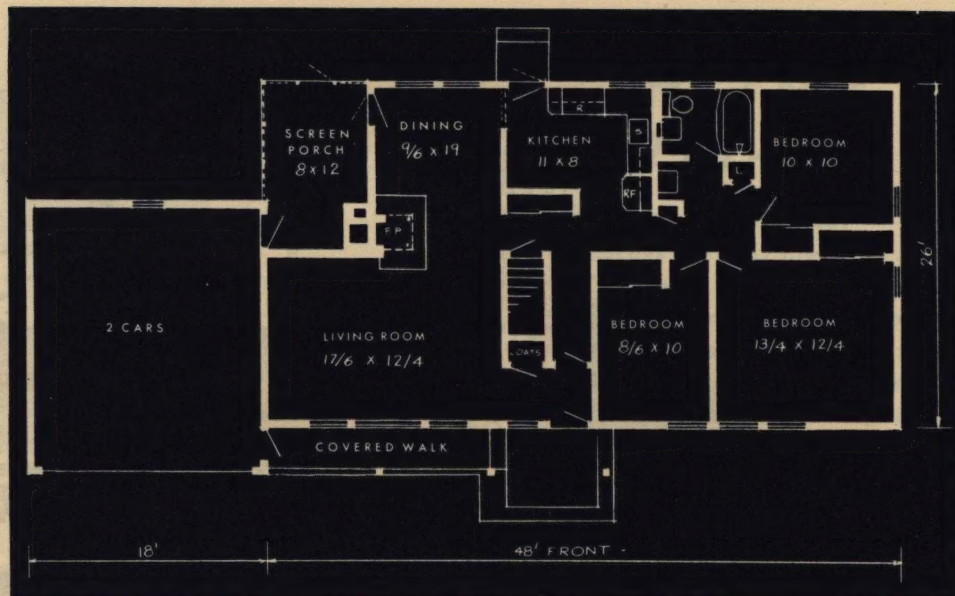 SCREEN
PORCH
8 x 12
DINING
9/6 x 19
KITCHEN
11 x 8
R
S
RF
L
BEDROOM
10 x 10
F P
26'
2 CARS
LIVING ROOM
17/6 x 12/4
COATS
BEDROOM
8/6 x 10
BEDROOM
13/4 x 12/4
COVERED WALK
18'
48' FRONT -